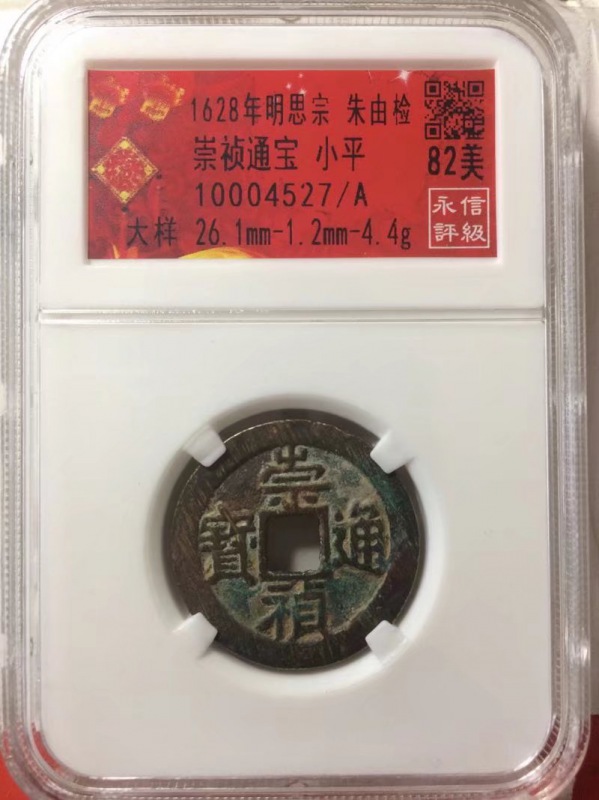 1628年明思宗 朱由检
崇祯通宝 小平
10004527/A
大样 26.1mm-1.2mm-4.4g
82美
永信
評級
崇禎通寶